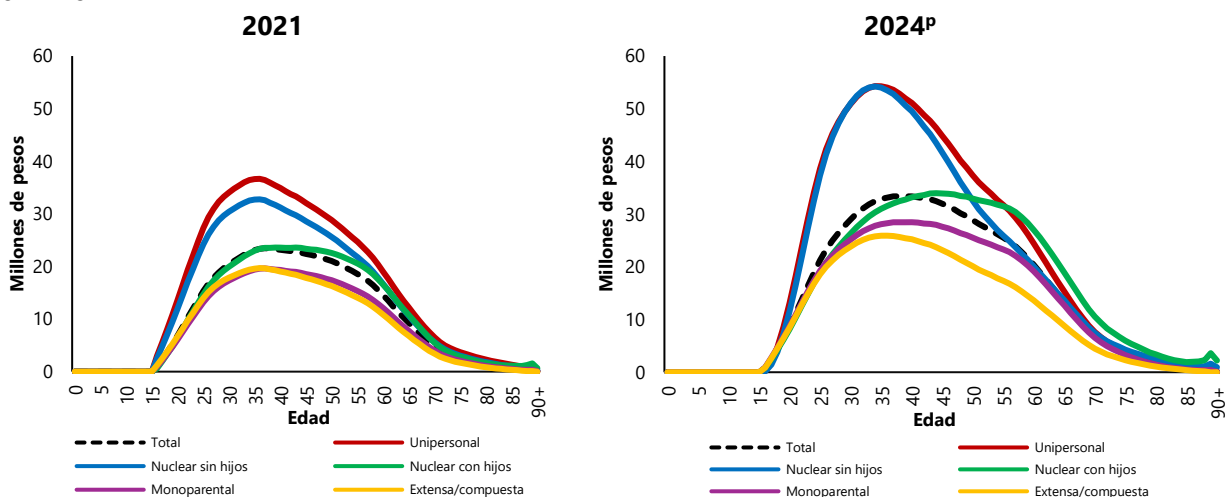 2021
Millones de pesos
60
50
40
30
20
10
0
0 5 10 15 20 25 30 35 40 45 50 55 60 65 70 75 80 85 90+
Edad
Total
Unipersonal
Nuclear sin hijos
Nuclear con hijos
Monoparental
Extensa/compuesta
2024ᵖ
Millones de pesos
60
50
40
30
20
10
0
0 5 10 15 20 25 30 35 40 45 50 55 60 65 70 75 80 85 90+
Edad
Total
Unipersonal
Nuclear sin hijos
Nuclear con hijos
Monoparental
Extensa/compuesta